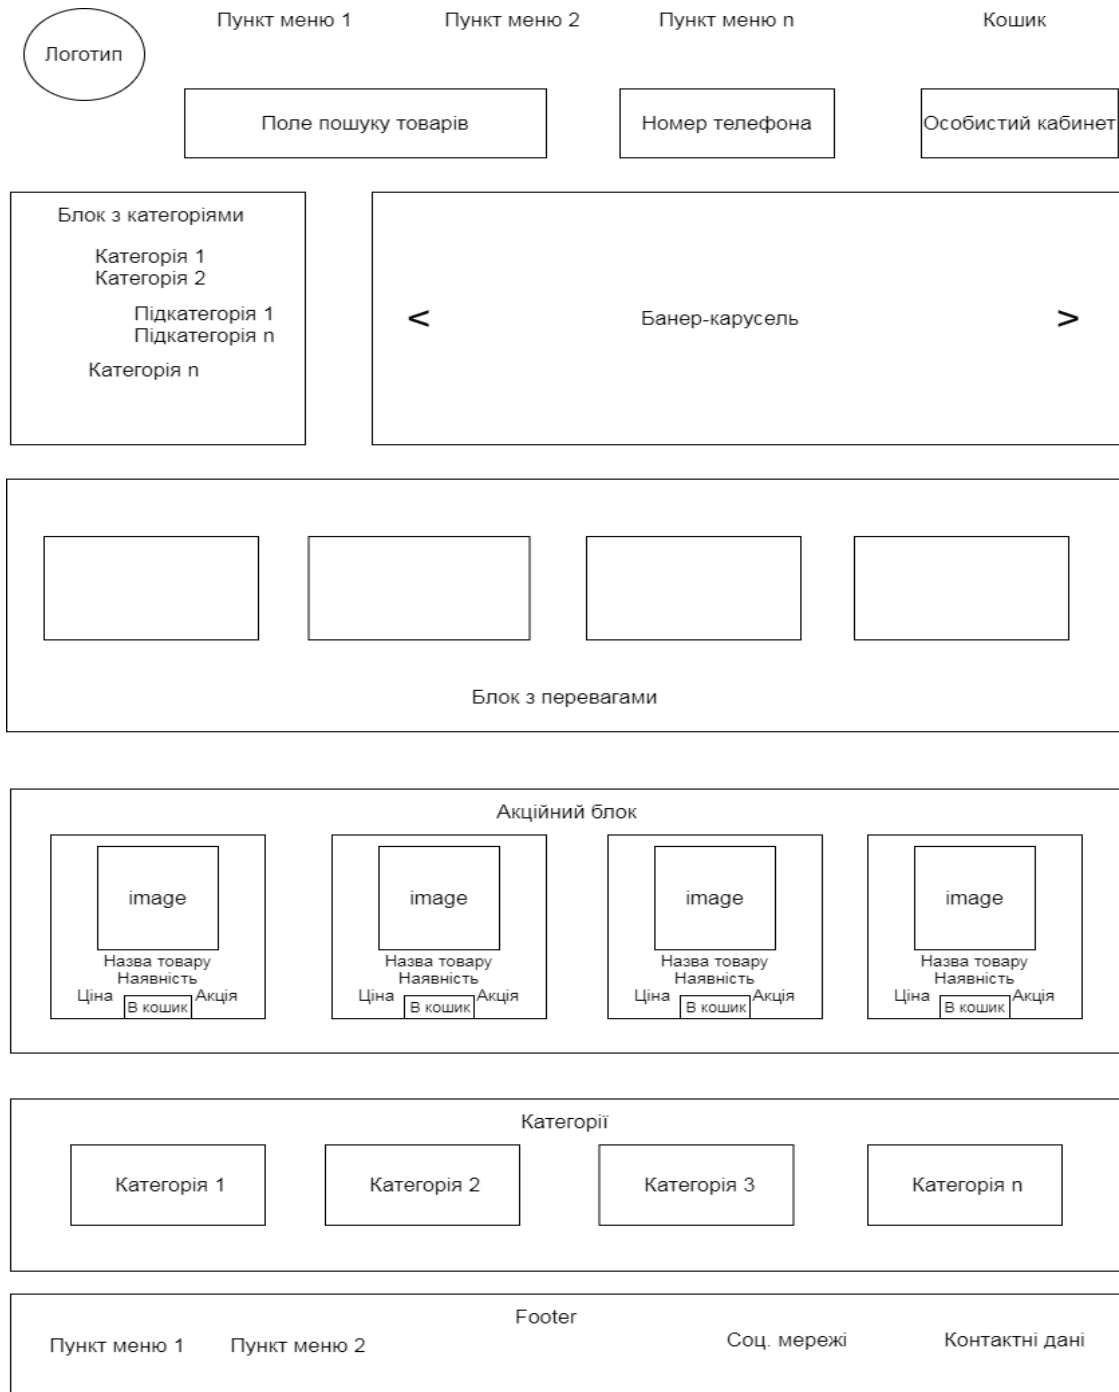 Пункт меню 1 Пункт меню 2 Пункт меню n Кошик
Логотип
Поле пошуку товарів Номер телефона Особистий кабинет
Блок з категоріями
Категорія 1
Категорія 2
Підкатегорія 1
Підкатегорія n
Категорія n
< Банер-карусель >
Блок з перевагами
Акційний блок
image
Назва товару
Наявність
Ціна В кошик Акція
image
Назва товару
Наявність
Ціна В кошик Акція
image
Назва товару
Наявність
Ціна В кошик Акція
image
Назва товару
Наявність
Ціна В кошик Акція
Категорії
Категорія 1 Категорія 2 Категорія 3 Категорія n
Footer
Пункт меню 1 Пункт меню 2 Соц. мережі Контактні дані